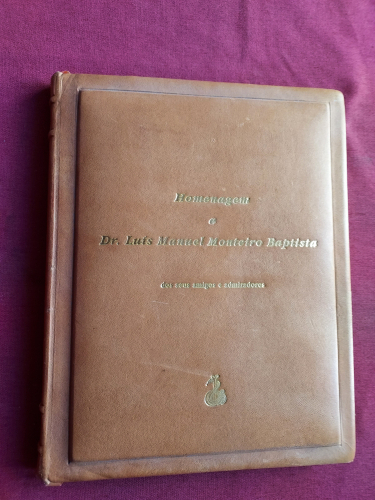 Homenagem
a
Dr. Luís Manuel Monteiro Baptista
dos seus amigos e admiradores